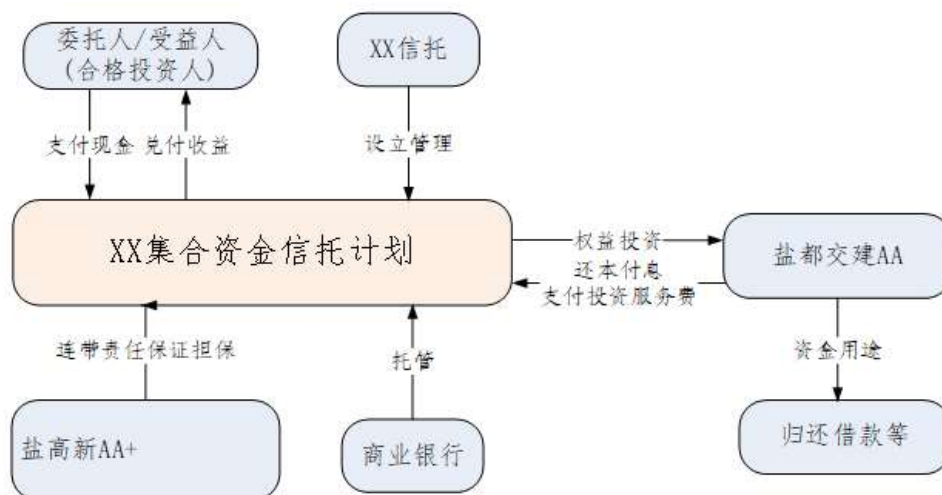 委托人/受益人
(合格投资人)
XX信托
支付现金 兑付收益
设立管理
XX集合资金信托计划
权益投资
还本付息
支付投资服务费
盐都交建AA
连带责任保证担保
托管
资金用途
盐高新AA+
商业银行
归还借款等